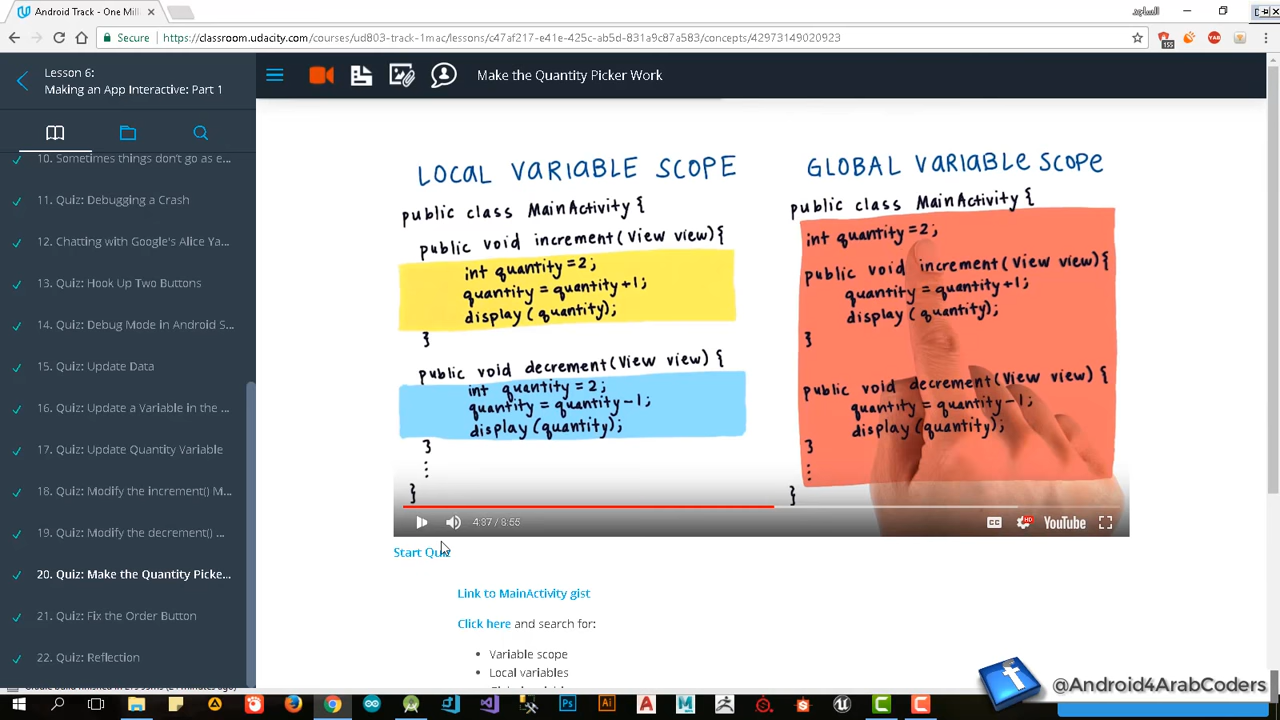 Android Track - One Mill
الساجد
Secure
https://classroom.udacity.com/courses/ud803-track-1mac/lessons/c47af217-e41e-425c-ab5d-831a9c87a583/concepts/42973149020923
155
YAB
Lesson 6:
Making an App Interactive: Part 1
Make the Quantity Picker Work
10. Sometimes things don't go as e...
11. Quiz: Debugging a Crash
12. Chatting with Google's Alice Ya...
13. Quiz: Hook Up Two Buttons
14. Quiz: Debug Mode in Android S...
15. Quiz: Update Data
16. Quiz: Update a Variable in the ...
17. Quiz: Update Quantity Variable
18. Quiz: Modify the increment() M...
19. Quiz: Modify the decrement() ...
20. Quiz: Make the Quantity Picke...
21. Quiz: Fix the Order Button
22. Quiz: Reflection
LOCAL VARIABLE SCOPE
public class MainActivity {
public void increment(View view){
int quantity=2;
quantity = quantity+1;
display (quantity);
}
public void decrement(View view) {
int quantity = 2;
quantity = quantity-1;
display (quantity);
}
⋮
}
GLOBAL VARIABLE SCOPE
public class MainActivity {
int quantity=2;
public void increment(View view){
quantity = quantity+1;
display (quantity);
}
public void decrement(View view) {
quantity = quantity-1;
display (quantity);
}
⋮
}
4:37 / 8:55
CC
HD
YouTube
Start Quiz
Link to MainActivity gist
Click here and search for:
• Variable scope
• Local variables
@Android4ArabCoders